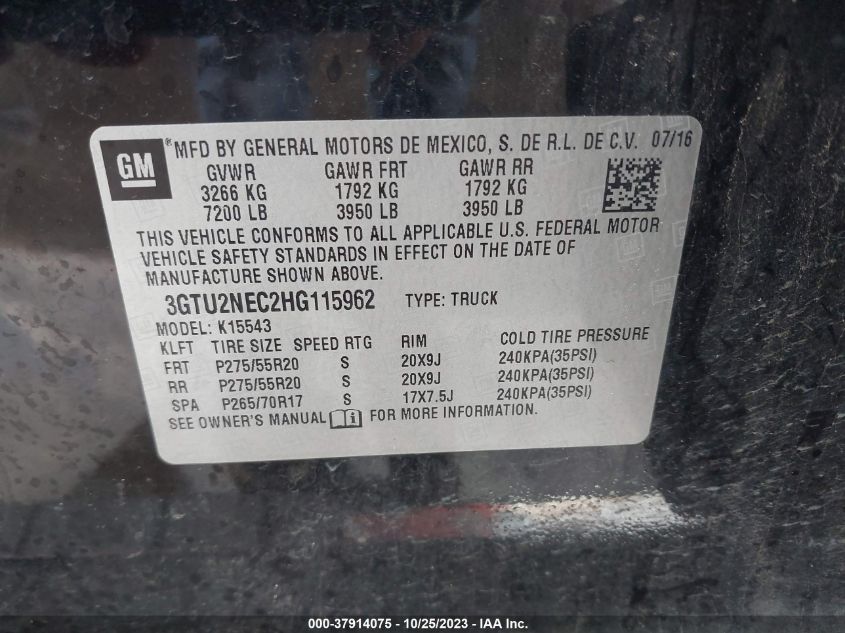 GM ® MFD BY GENERAL MOTORS DE MEXICO, S. DE R.L. DE C.V. 07/16
GVWR GAWR FRT GAWR RR
3266 KG 1792 KG 1792 KG
7200 LB 3950 LB 3950 LB
THIS VEHICLE CONFORMS TO ALL APPLICABLE U.S. FEDERAL MOTOR
VEHICLE SAFETY STANDARDS IN EFFECT ON THE DATE OF
MANUFACTURE SHOWN ABOVE.
3GTU2NEC2HG115962 TYPE: TRUCK
MODEL: K15543
KLFT TIRE SIZE SPEED RTG RIM COLD TIRE PRESSURE
FRT P275/55R20 S 20X9J 240KPA(35PSI)
RR P275/55R20 S 20X9J 240KPA(35PSI)
SPA P265/70R17 S 17X7.5J 240KPA(35PSI)
SEE OWNER'S MANUAL i FOR MORE INFORMATION.
000-37914075 - 10/25/2023 - IAA Inc.